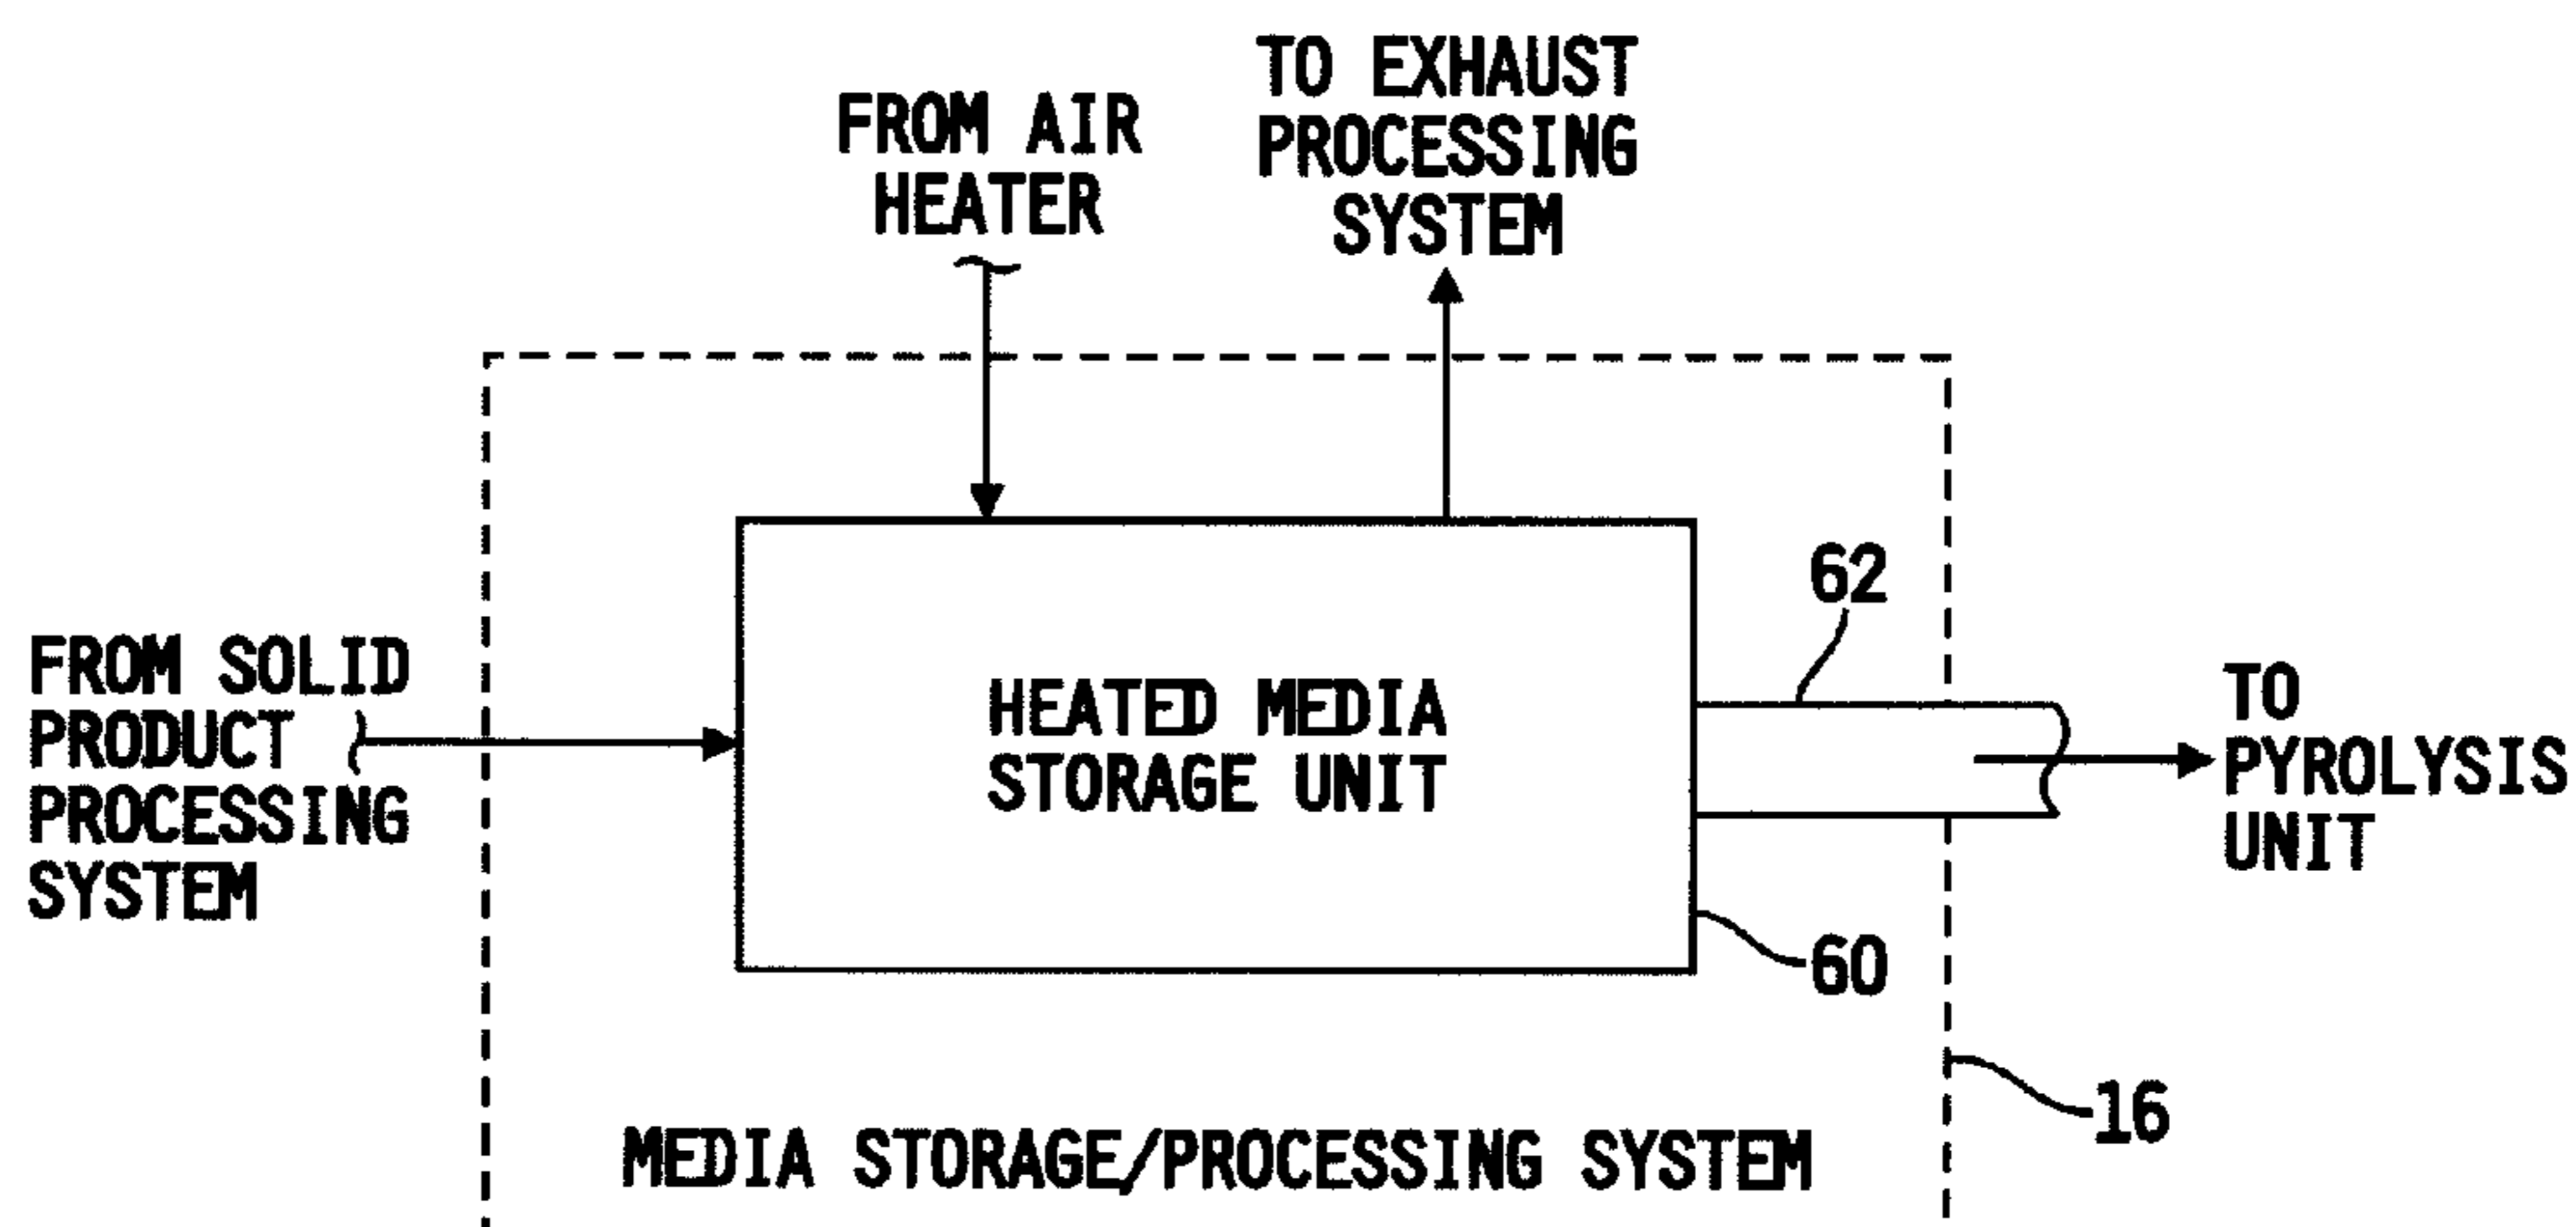 TO EXHAUST
PROCESSING
SYSTEM
FROM AIR
HEATER
62
FROM SOLID
PRODUCT
PROCESSING
SYSTEM
HEATED MEDIA
STORAGE UNIT
TO
PYROLYSIS
UNIT
60
16
MEDIA STORAGE/PROCESSING SYSTEM